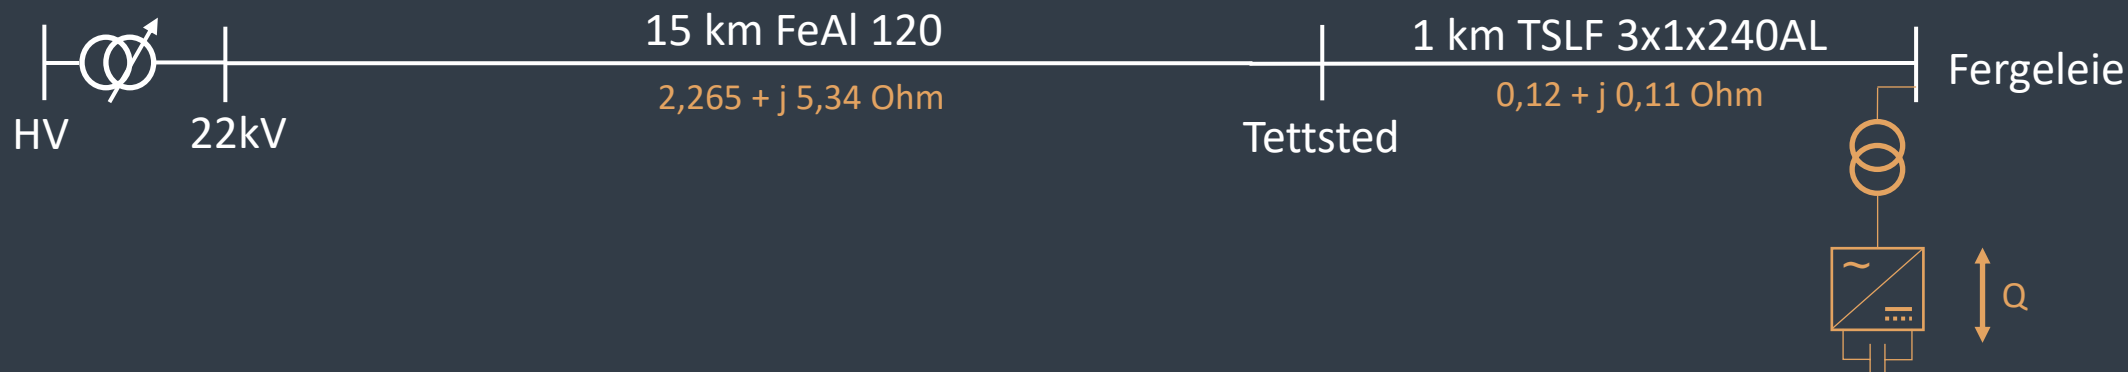 15 km FeAl 120
1 km TSLF 3x1x240AL
Fergeleie
2,265 + j 5,34 Ohm
0,12 + j 0,11 Ohm
HV
22kV
Tettsted
Q